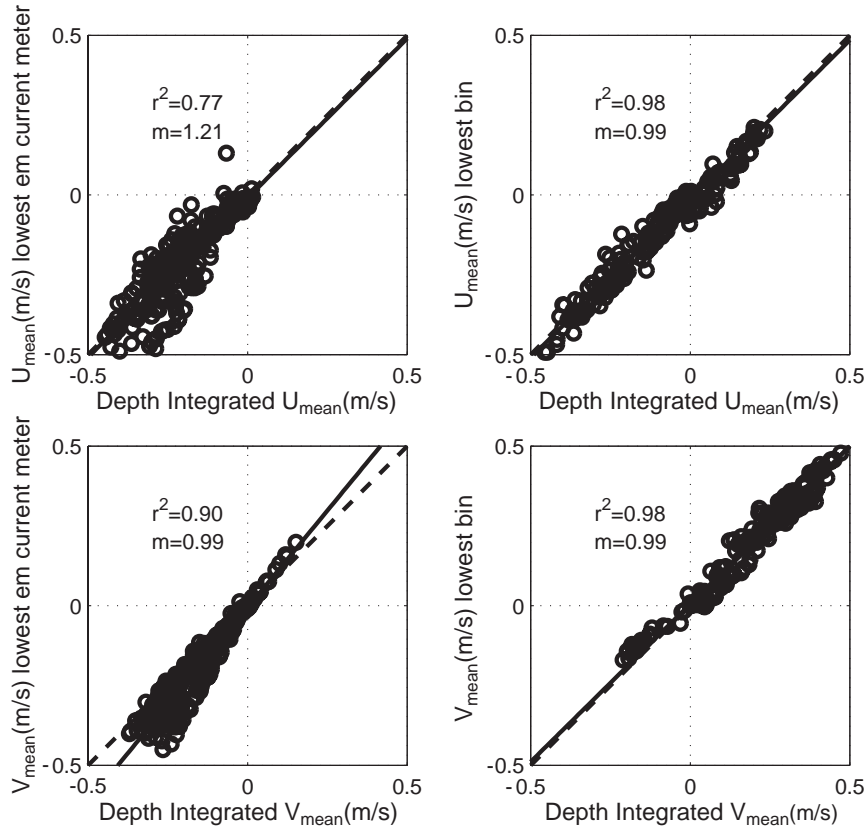 0.5
0
-0.5
-0.5
0
0.5
r²=0.77
m=1.21
U_mean(m/s) lowest em current meter
Depth Integrated U_mean(m/s)
0.5
0
-0.5
-0.5
0
0.5
r²=0.98
m=0.99
U_mean(m/s) lowest bin
Depth Integrated U_mean(m/s)
0.5
0
-0.5
-0.5
0
0.5
r²=0.90
m=0.99
V_mean(m/s) lowest em current meter
Depth Integrated V_mean(m/s)
0.5
0
-0.5
-0.5
0
0.5
r²=0.98
m=0.99
V_mean(m/s) lowest bin
Depth Integrated V_mean(m/s)